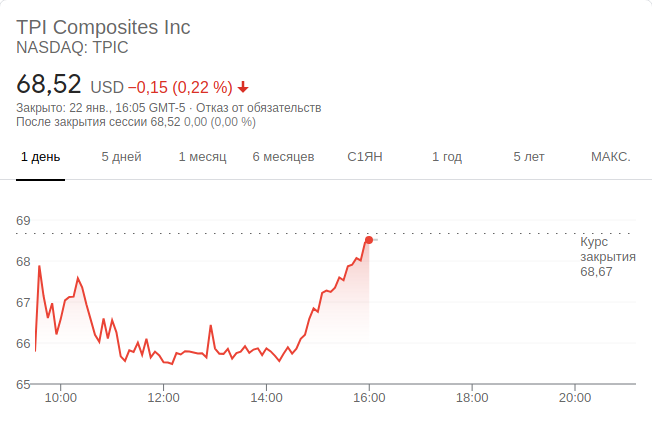 TPI Composites Inc
NASDAQ: TPIC
68,52 USD −0,15 (0,22 %)
Закрыто: 22 янв., 16:05 GMT-5 · Отказ от обязательств
После закрытия сессии 68,52 0,00 (0,00 %)
1 день 5 дней 1 месяц 6 месяцев С1ЯН 1 год 5 лет МАКС.
69
Курс
закрытия
68,67
68
67
66
65
10:00 12:00 14:00 16:00 18:00 20:00